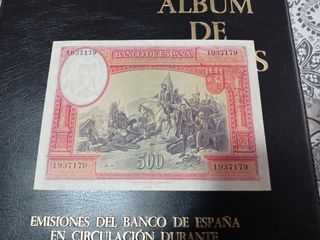 ALBUM
DE
S
1937179
BANCO DE ESPAÑA
1937179
1937179
500
1937179
EMISIONES DEL BANCO DE ESPAÑA
EN CIRCULACIÓN DURANTE